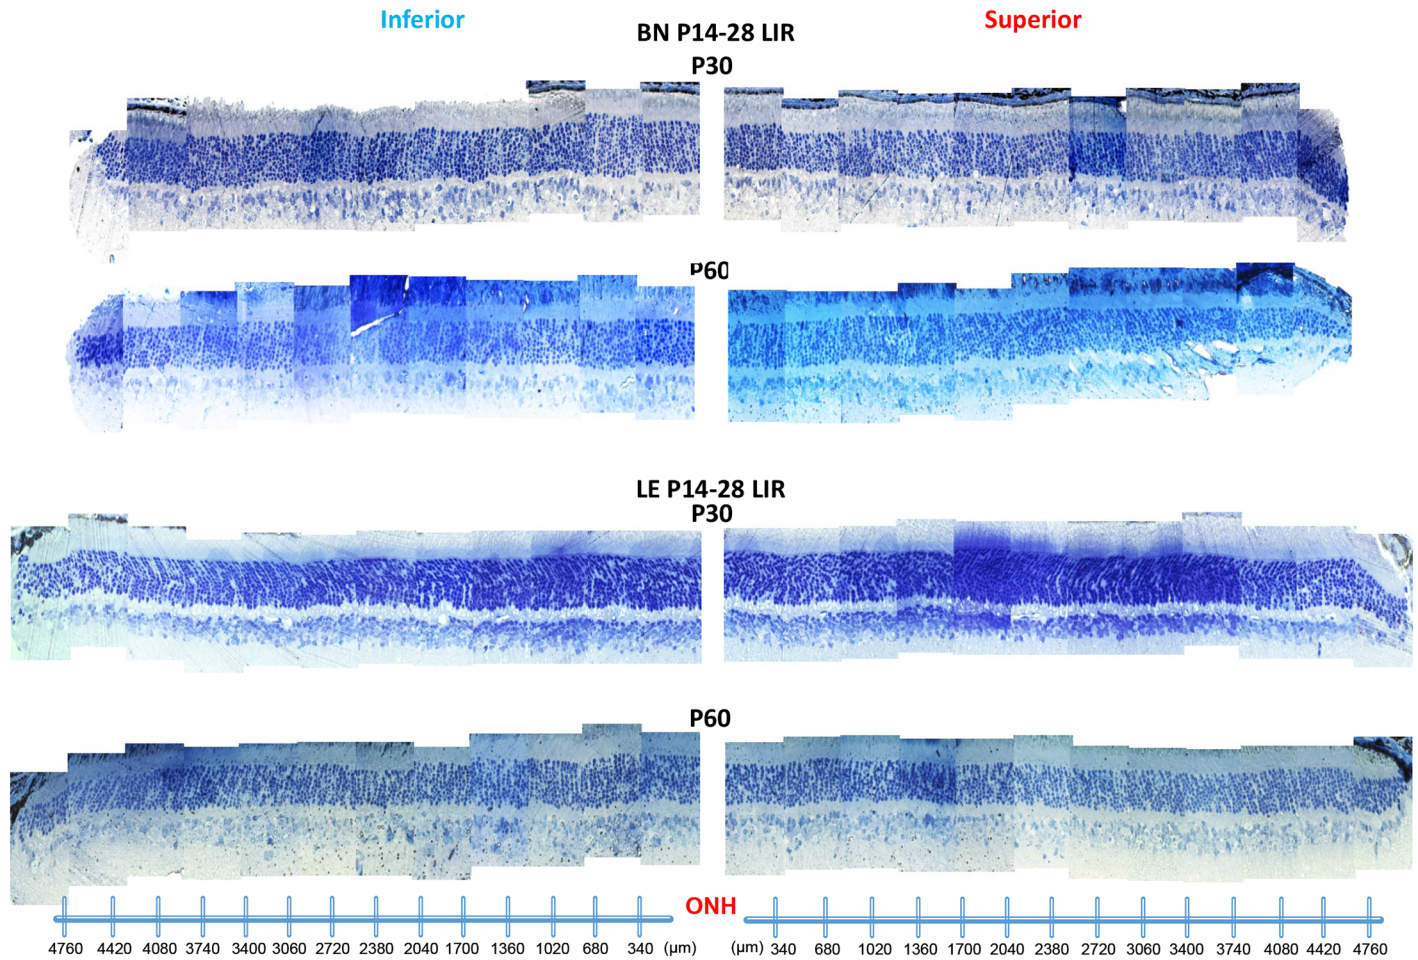 Inferior
Superior
BN P14-28 LIR
P30
P60
LE P14-28 LIR
P30
P60
ONH
4760 4420 4080 3740 3400 3060 2720 2380 2040 1700 1360 1020 680 340 (μm)
(μm) 340 680 1020 1360 1700 2040 2380 2720 3060 3400 3740 4080 4420 4760